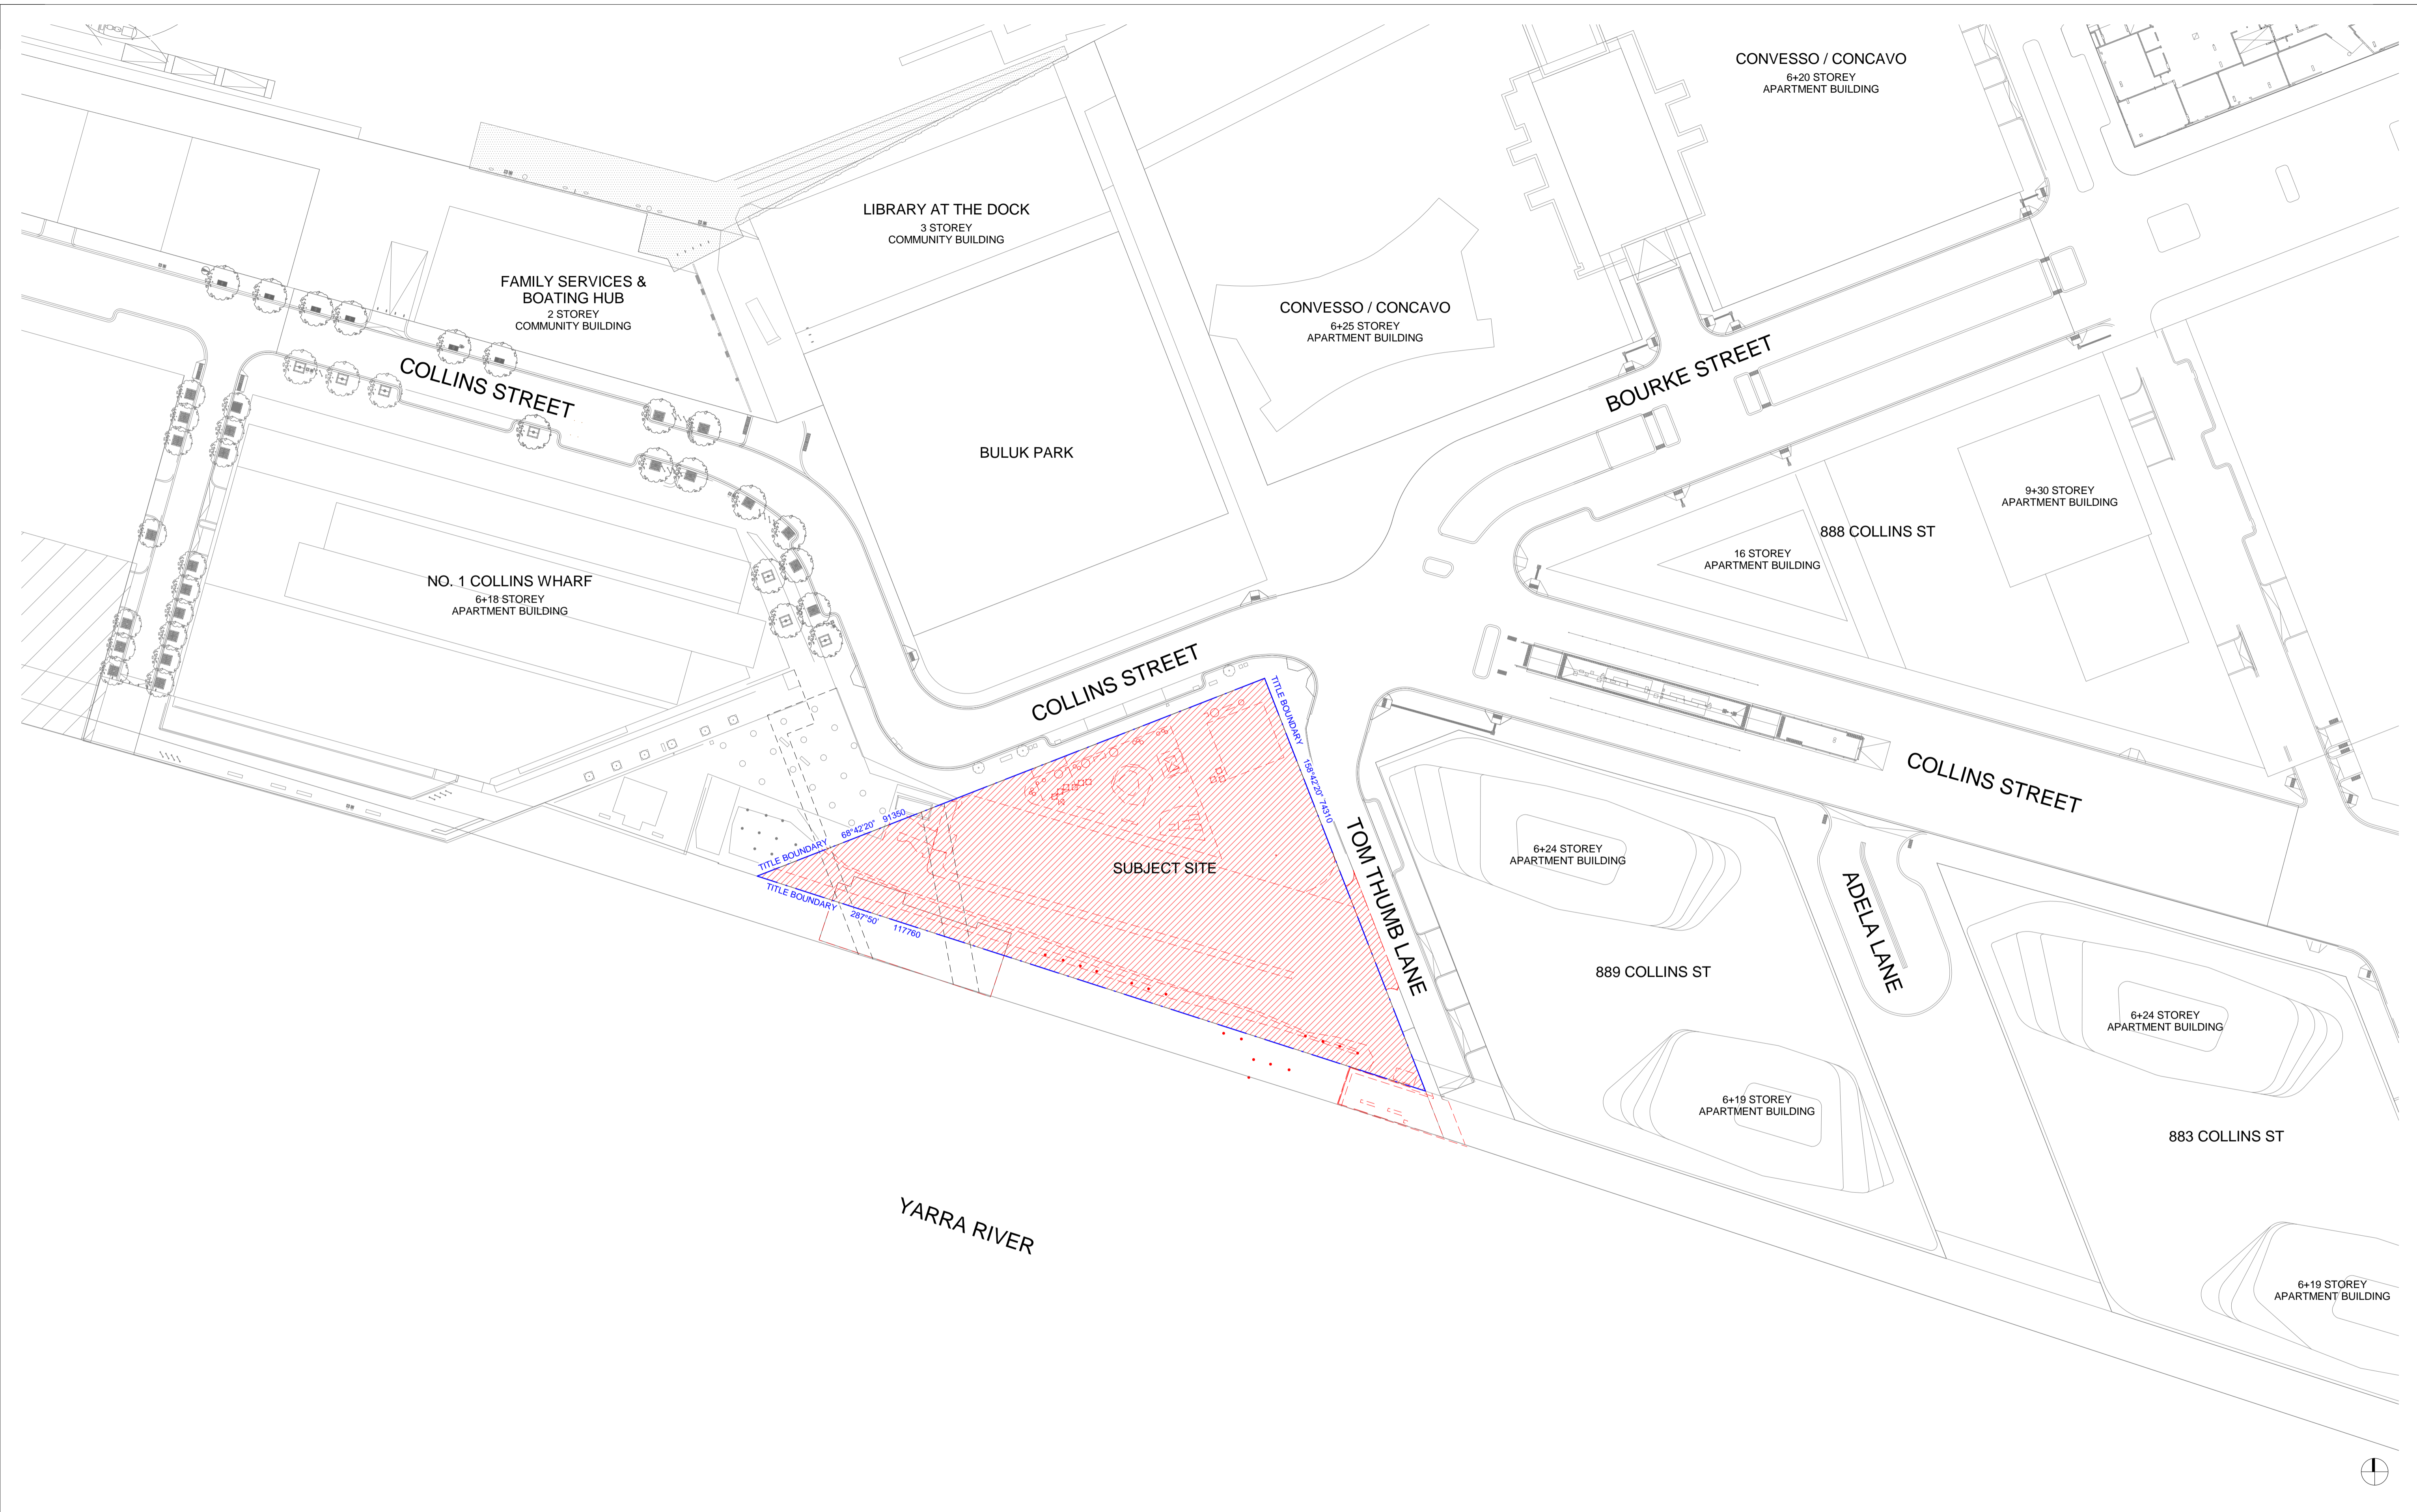 CONVESSO / CONCAVO
6+20 STOREY
APARTMENT BUILDING
LIBRARY AT THE DOCK
3 STOREY
COMMUNITY BUILDING
FAMILY SERVICES &
BOATING HUB
2 STOREY
COMMUNITY BUILDING
CONVESSO / CONCAVO
6+25 STOREY
APARTMENT BUILDING
COLLINS STREET
BOURKE STREET
BULUK PARK
9+30 STOREY
APARTMENT BUILDING
888 COLLINS ST
16 STOREY
APARTMENT BUILDING
NO. 1 COLLINS WHARF
6+18 STOREY
APARTMENT BUILDING
COLLINS STREET
TITLE BOUNDARY 158°42'20" 74310
COLLINS STREET
TITLE BOUNDARY 68°42'20" 91350
SUBJECT SITE
TOM THUMB LANE
6+24 STOREY
APARTMENT BUILDING
ADELA LANE
TITLE BOUNDARY 287°50' 117760
889 COLLINS ST
6+24 STOREY
APARTMENT BUILDING
6+19 STOREY
APARTMENT BUILDING
883 COLLINS ST
YARRA RIVER
6+19 STOREY
APARTMENT BUILDING